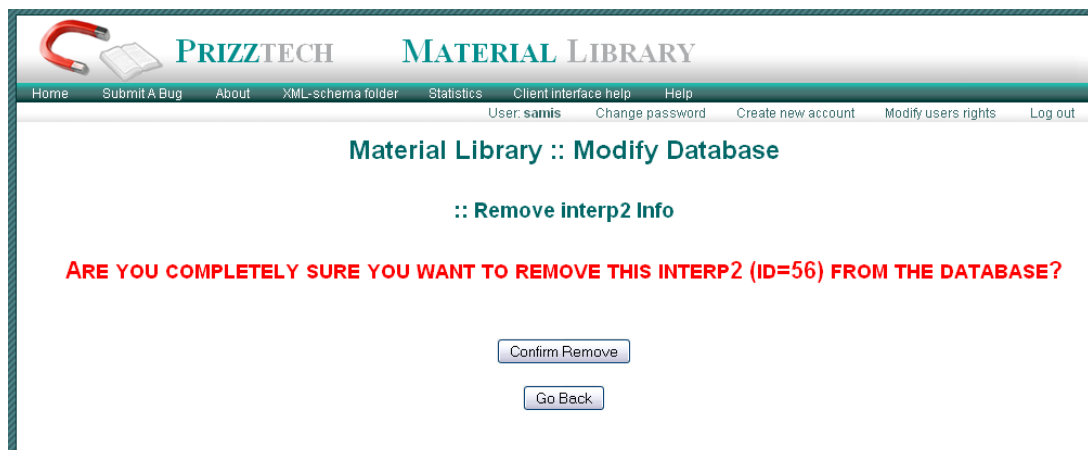 PRIZZTECH MATERIAL LIBRARY
Home Submit A Bug About XML-schema folder Statistics Client interface help Help
User: samis Change password Create new account Modify users rights Log out
Material Library :: Modify Database
:: Remove interp2 Info
ARE YOU COMPLETELY SURE YOU WANT TO REMOVE THIS INTERP2 (ID=56) FROM THE DATABASE?
Confirm Remove
Go Back